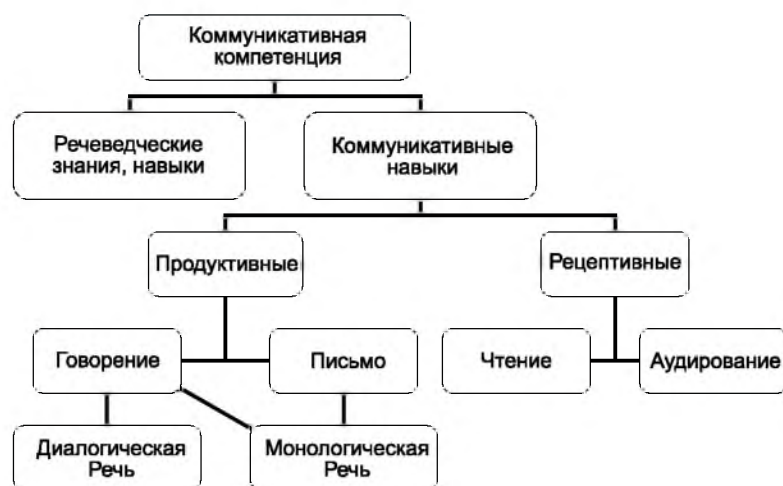 Коммуникативная
компетенция
Речеведческие
знания, навыки
Коммуникативные
навыки
Продуктивные
Рецептивные
Говорение
Письмо
Чтение
Аудирование
Диалогическая
Речь
Монологическая
Речь